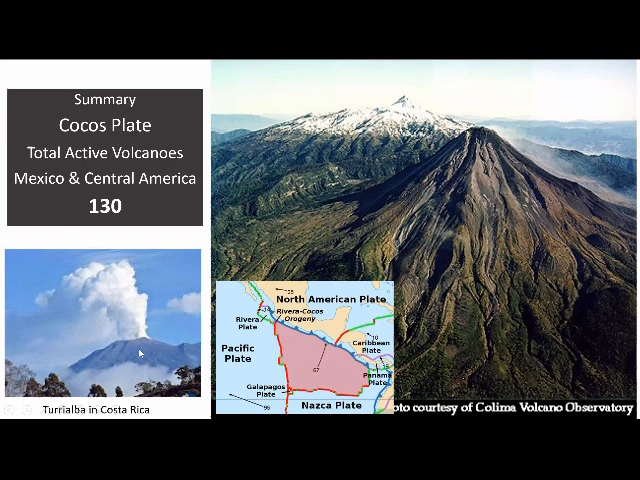 Summary
Cocos Plate
Total Active Volcanoes
Mexico & Central America
130
Turrialba in Costa Rica
North American Plate
Rivera-Cocos
Orogeny
Rivera
Plate
Pacific
Plate
Caribbean
Plate
Panama
Plate
67
Galapagos
Plate
Nazca Plate
oto courtesy of Colima Volcano Observatory